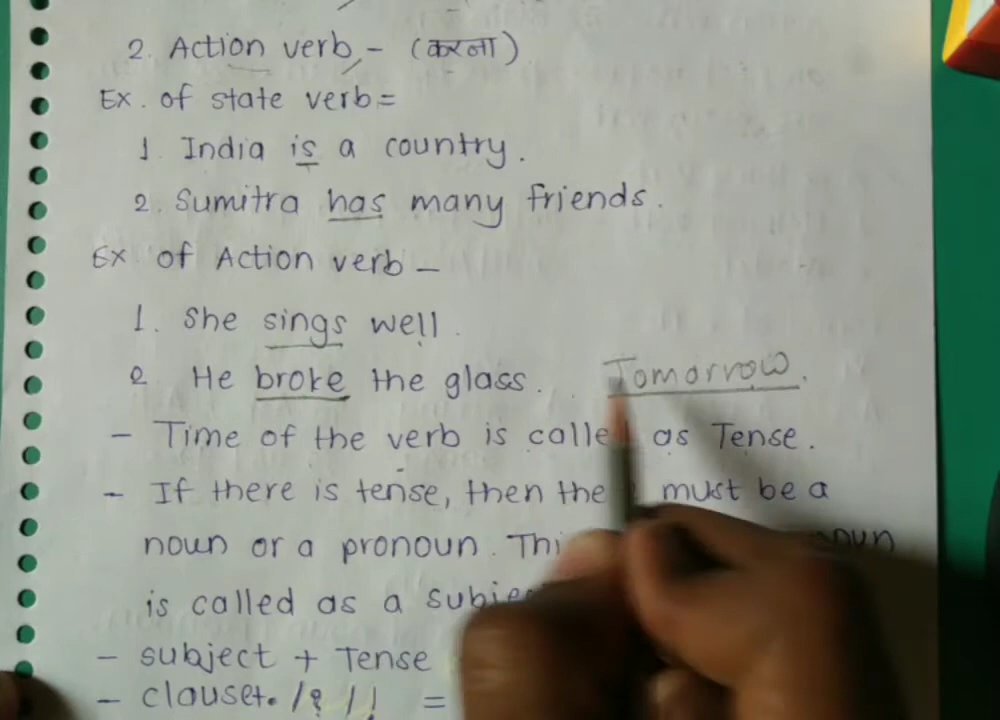 2. Action verb - (करना)
Ex. of state verb =
1. India is a country.
2. Sumitra has many friends.
Ex of Action verb -
1. She sings well.
2 He broke the glass. Tomorrow.
- Time of the verb is called as Tense.
- If there is tense, then the must be a
noun or a pronoun.
is called as a
- subject + Tense
- clause+. /? /! =